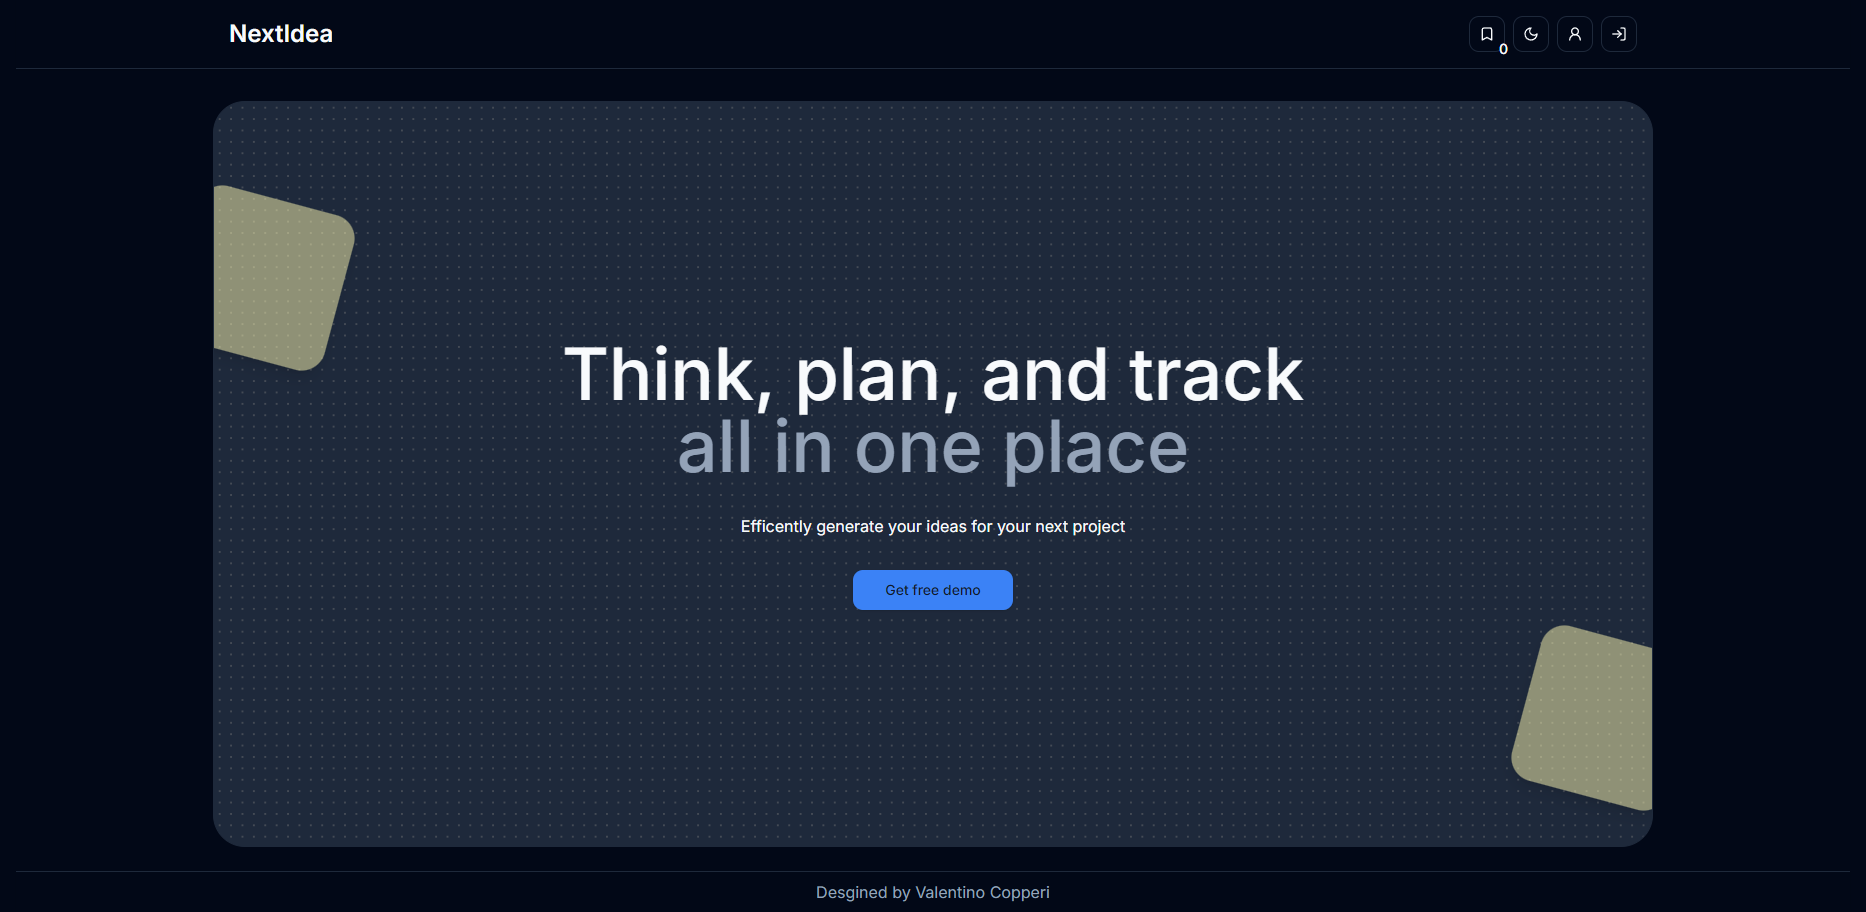 NextIdea
0
Think, plan, and track
all in one place
Efficently generate your ideas for your next project
Get free demo
Desgined by Valentino Copperi